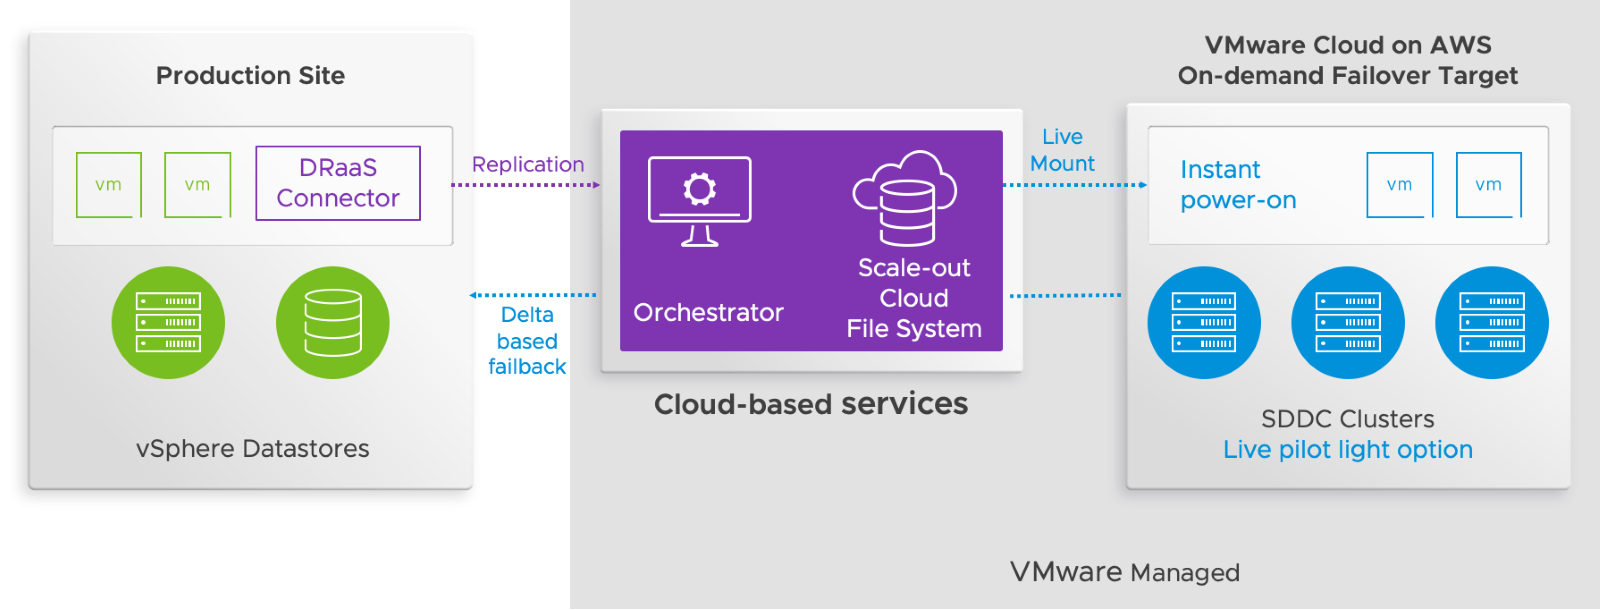 Production Site
vm
vm
DRaaS
Connector
vSphere Datastores
Replication
Delta
based
failback
Orchestrator
Scale-out
Cloud
File System
Cloud-based services
Live
Mount
VMware Cloud on AWS
On-demand Failover Target
Instant
power-on
vm
vm
SDDC Clusters
Live pilot light option
VMware Managed